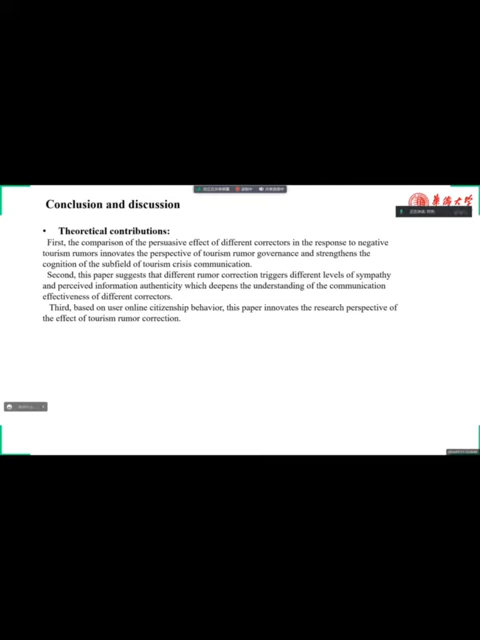 Conclusion and discussion
华侨大学
• Theoretical contributions:
First, the comparison of the persuasive effect of different correctors in the response to negative
tourism rumors innovates the perspective of tourism rumor governance and strengthens the
cognition of the subfield of tourism crisis communication.
Second, this paper suggests that different rumor correction triggers different levels of sympathy
and perceived information authenticity which deepens the understanding of the communication
effectiveness of different correctors.
Third, based on user online citizenship behavior, this paper innovates the research perspective of
the effect of tourism rumor correction.